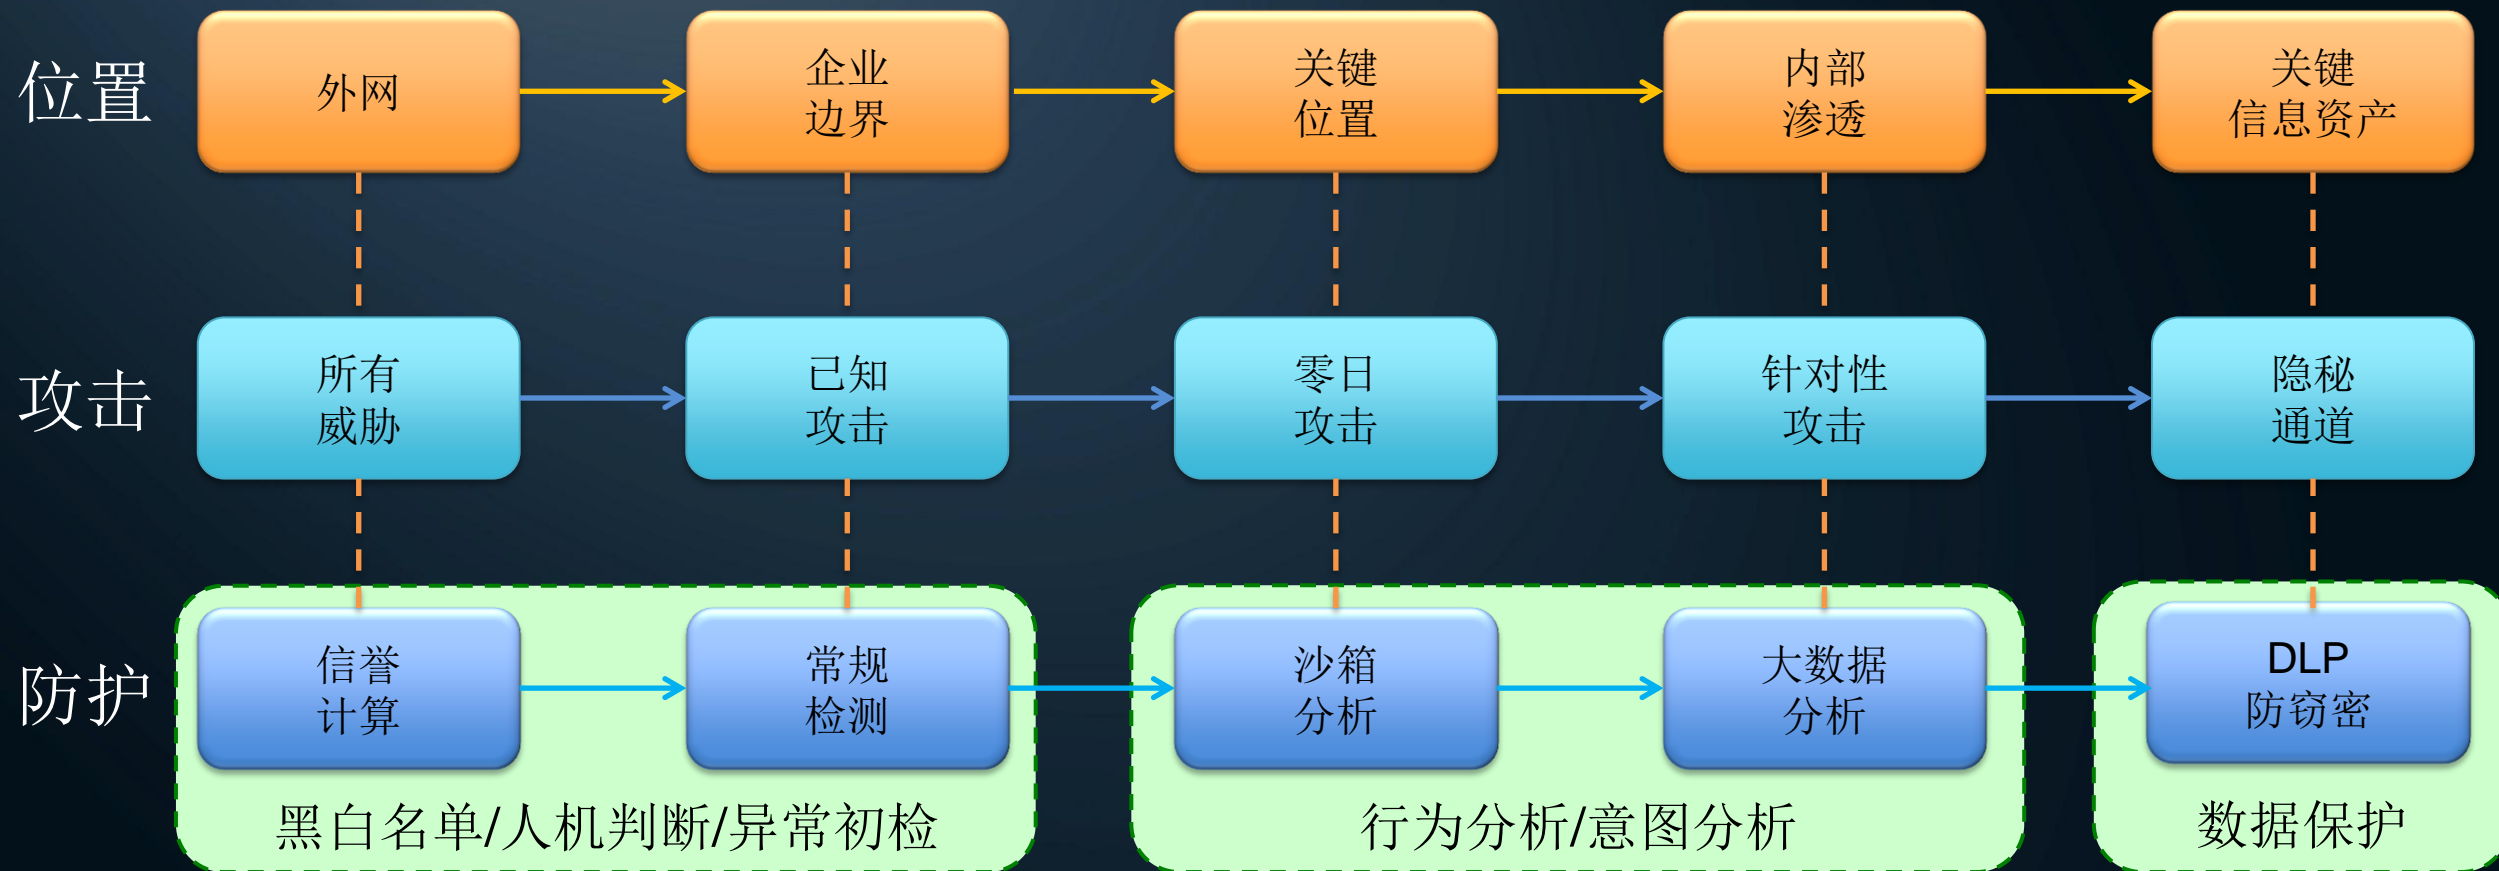 位置
外网
企业
边界
关键
位置
内部
渗透
关键
信息资产
攻击
所有
威胁
已知
攻击
零日
攻击
针对性
攻击
隐秘
通道
防护
信誉
计算
常规
检测
沙箱
分析
大数据
分析
DLP
防窃密
黑白名单/人机判断/异常初检
行为分析/意图分析
数据保护